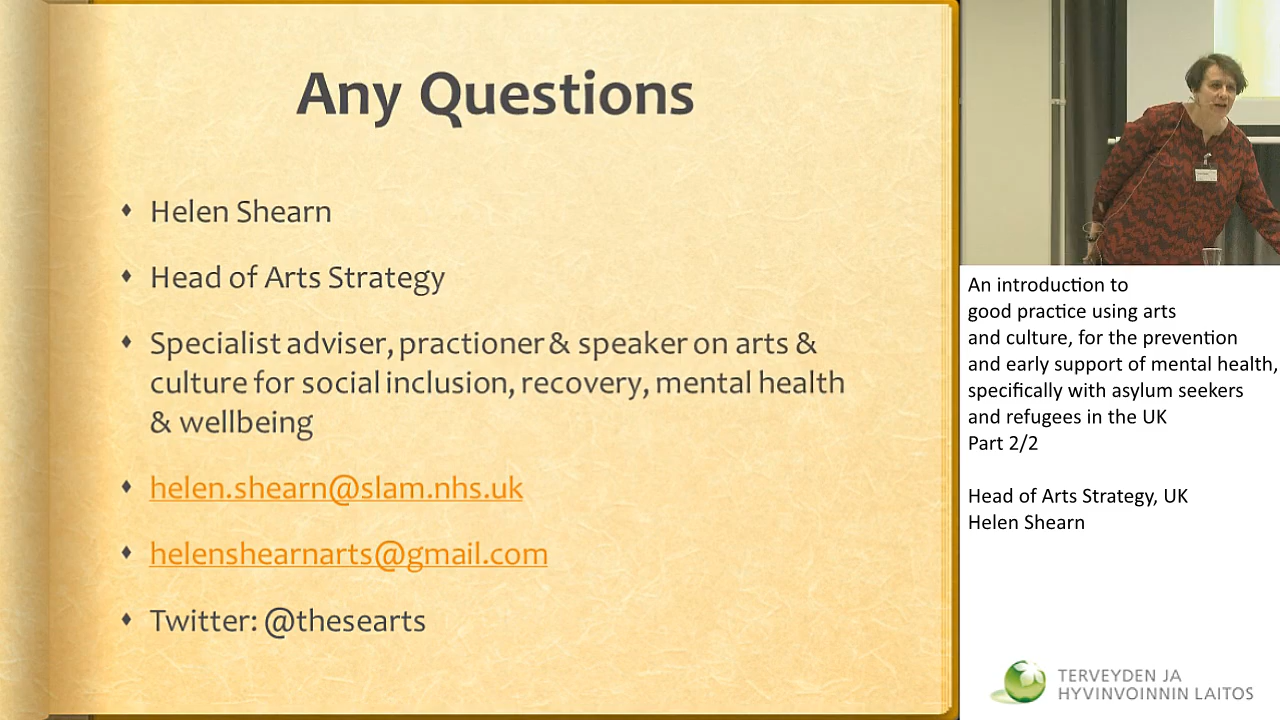 Any Questions
Helen Shearn
Head of Arts Strategy
Specialist adviser, practioner & speaker on arts &
culture for social inclusion, recovery, mental health
& wellbeing
helen.shearn@slam.nhs.uk
helenshearnarts@gmail.com
Twitter: @thesearts
An introduction to
good practice using arts
and culture, for the prevention
and early support of mental health,
specifically with asylum seekers
and refugees in the UK
Part 2/2
Head of Arts Strategy, UK
Helen Shearn
TERVEYDEN JA
HYVINVOINNIN LAITOS